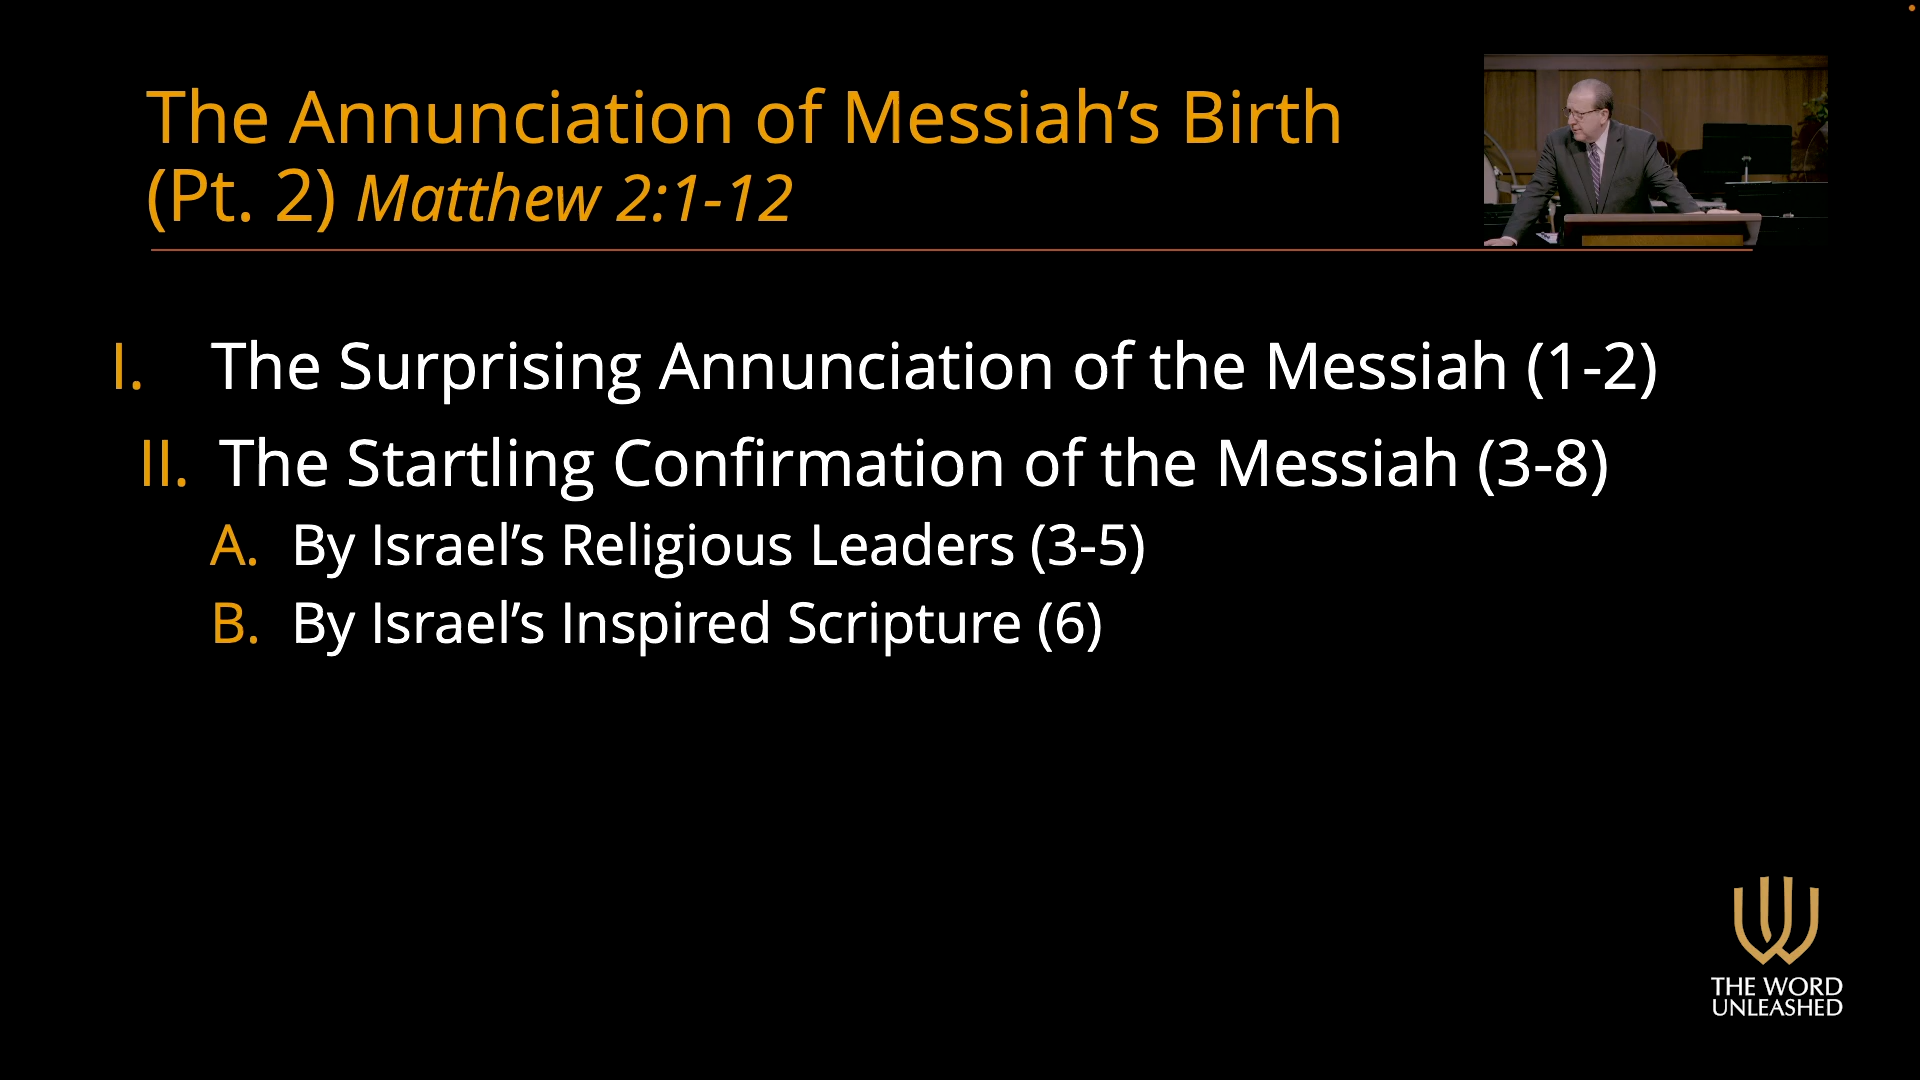 The Annunciation of Messiah’s Birth
(Pt. 2) Matthew 2:1-12
I. The Surprising Annunciation of the Messiah (1-2)
II. The Startling Confirmation of the Messiah (3-8)
A. By Israel’s Religious Leaders (3-5)
B. By Israel’s Inspired Scripture (6)
THE WORD
UNLEASHED